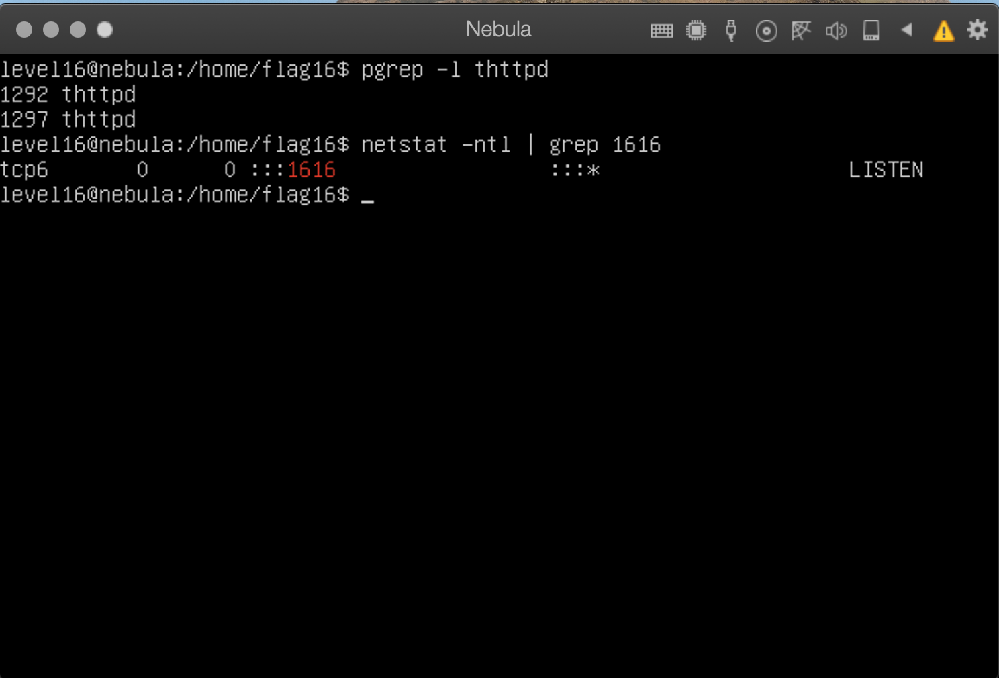 Nebula
level16@nebula:/home/flag16$ pgrep -l thttpd
1292 thttpd
1297 thttpd
level16@nebula:/home/flag16$ netstat -ntl | grep 1616
tcp6       0      0 :::1616                 :::*                    LISTEN
level16@nebula:/home/flag16$ _